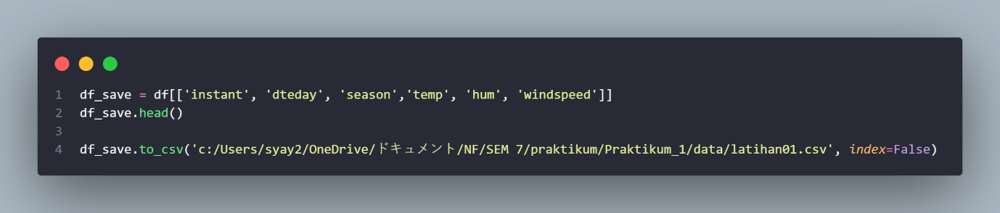 1 df_save = df[['instant', 'dteday', 'season','temp', 'hum', 'windspeed']]
2 df_save.head()
3
4 df_save.to_csv('c:/Users/syay2/OneDrive/ドキュメント/NF/SEM 7/praktikum/Praktikum_1/data/latihan01.csv', index=False)